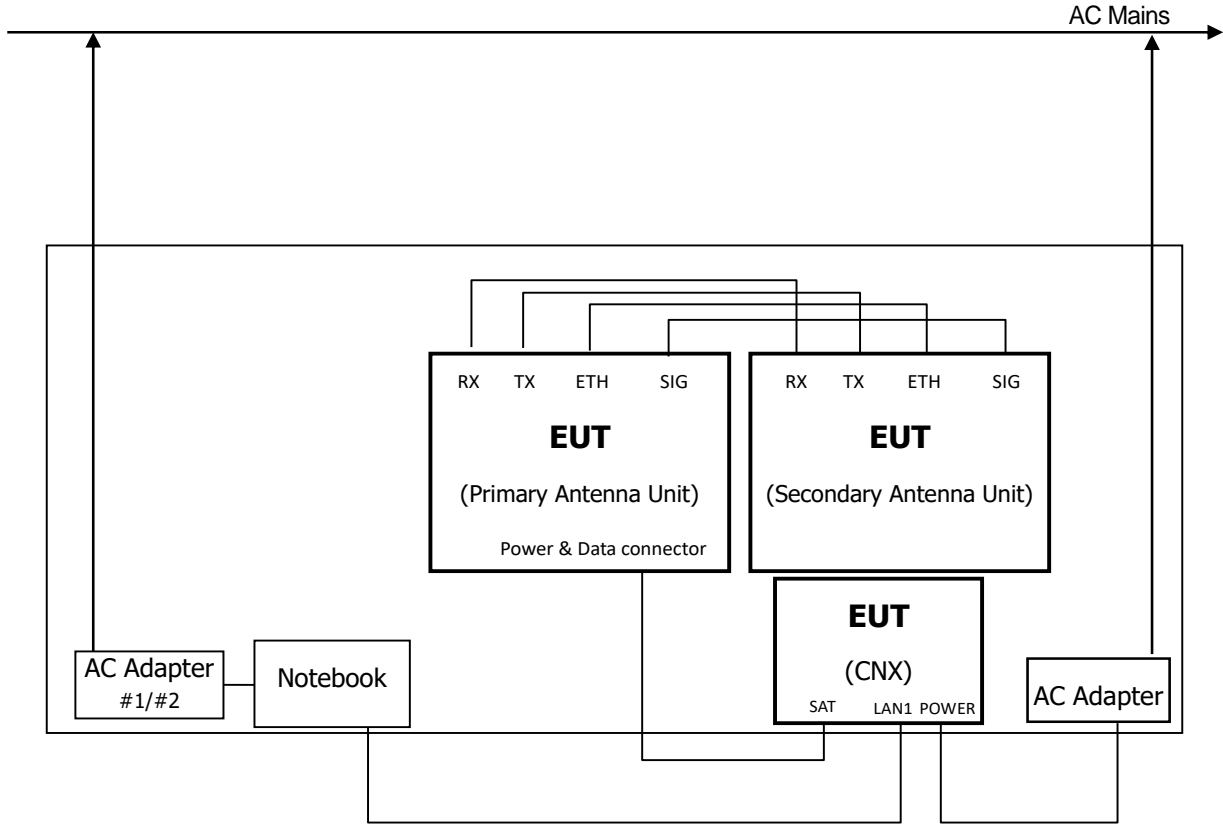 AC Mains
RX TX ETH SIG
EUT
(Primary Antenna Unit)
Power & Data connector
RX TX ETH SIG
EUT
(Secondary Antenna Unit)
EUT
(CNX)
SAT LAN1 POWER
AC Adapter
#1/#2
Notebook
AC Adapter